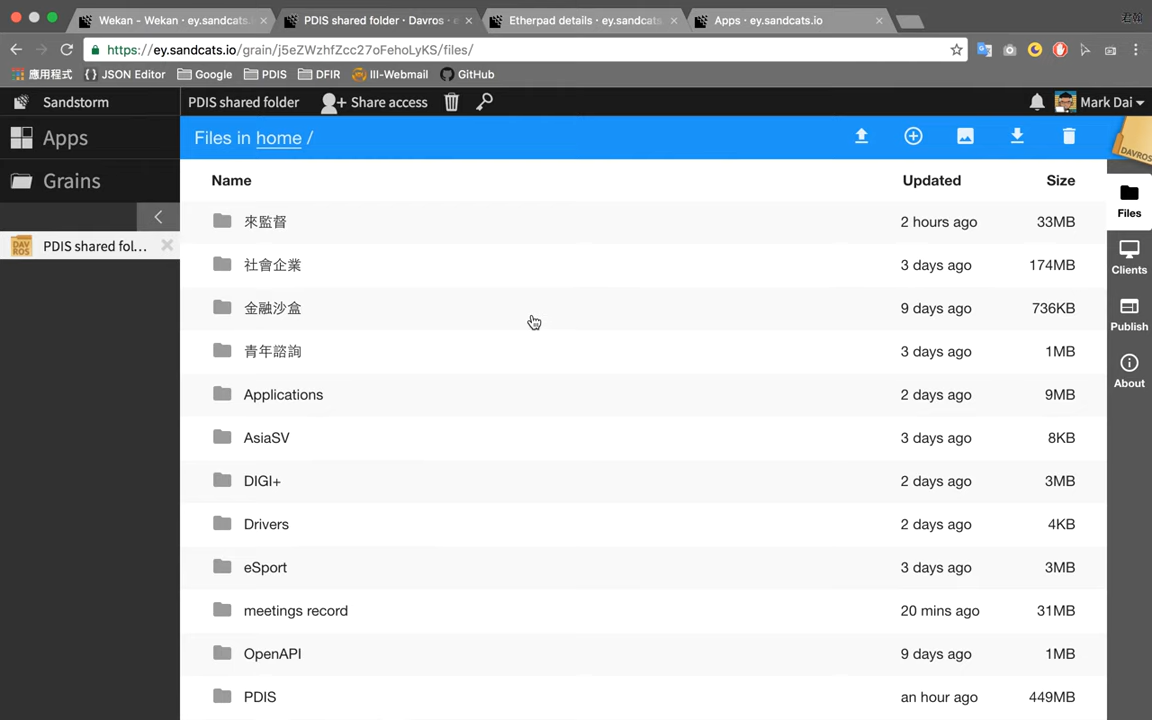 Wekan - Wekan · ey.sandcats.
PDIS shared folder · Davros · e
Etherpad details · ey.sandcats.
Apps · ey.sandcats.io
君翰
https://ey.sandcats.io/grain/j5eZWzhfZcc27oFehoLyKS/files/
應用程式 JSON Editor Google PDIS DFIR III-Webmail GitHub
Sandstorm PDIS shared folder Share access Mark Dai
Apps
Grains
PDIS shared fol...
Files in home /
DAVROS
Name Updated Size
來監督 2 hours ago 33MB
社會企業 3 days ago 174MB
金融沙盒 9 days ago 736KB
青年諮詢 3 days ago 1MB
Applications 2 days ago 9MB
AsiaSV 3 days ago 8KB
DIGI+ 2 days ago 3MB
Drivers 2 days ago 4KB
eSport 3 days ago 3MB
meetings record 20 mins ago 31MB
OpenAPI 9 days ago 1MB
PDIS an hour ago 449MB
Files
Clients
Publish
About